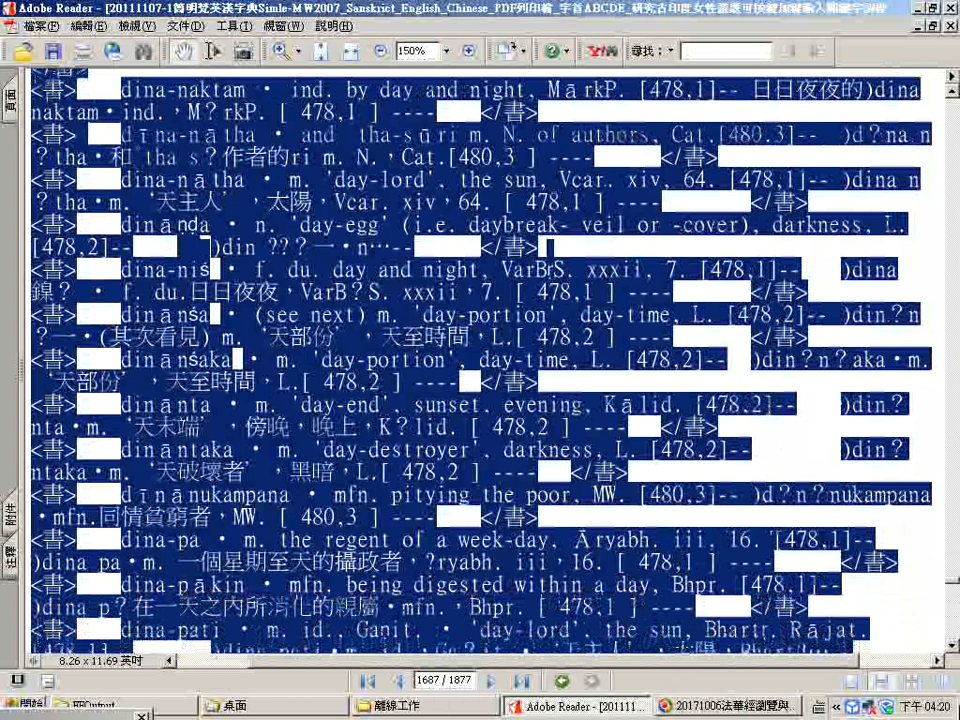 Adobe Reader - [20111107-1簡明梵英漢字典Simle-MW2007_Sanskrict_English_Chinese_PDF列印檔_字首ABCDE_研究古印度女性
檔案(F) 編輯(E) 檢視(V) 文件(D) 工具(T) 視窗(W) 說明(H)
150% 尋找：
<書> dina-naktam • ind. by day and night, MārkP. [478,1]-- 日日夜夜的)dina
naktam•ind., M?rkP. [ 478,1 ] ---- </書>
<書> dīna-nātha • and tha-sūri m. N. of authors, Cat.[480,3]-- )d?na n
?tha•和 tha s?作者的ri m. N.，Cat.[480,3 ] ---- </書>
<書> dina-nātha • m. 'day-lord', the sun, Vcar. xiv, 64. [478,1]-- )dina n
?tha•m.‘天主人’，太陽，Vcar. xiv，64. [ 478,1 ] ---- </書>
<書> dinānḍa • n. 'day-egg' (i.e. daybreak- veil or -cover), darkness, L.
[478,2]-- )din ???一•n…-- </書>
<書> dina-niś • f. du. day and night, VarBrS. xxxii, 7. [478,1]-- )dina
鎳？ • f. du.日日夜夜，VarB?S. xxxii，7. [ 478,1 ] ---- </書>
<書> dinānśa • (see next) m. 'day-portion', day-time, L. [478,2]-- )din?n
?一•(其次看見) m.‘天部份’，天至時間，L.[ 478,2 ] ---- </書>
<書> dinānśaka • m. 'day-portion', day-time, L. [478,2]-- )din?n?aka•m.
‘天部份’，天至時間，L.[ 478,2 ] ---- </書>
<書> dinānta • m. 'day-end', sunset, evening, Kālid. [478,2]-- )din?
nta•m.‘天末端’，傍晚，晚上，K?lid. [ 478,2 ] ---- </書>
<書> dināntaka • m. 'day-destroyer', darkness, L. [478,2]-- )din?
ntaka•m.‘天破壞者’，黑暗，L.[ 478,2 ] ---- </書>
<書> dīnānukampana • mfn. pitying the poor, MW. [480,3]-- )d?n?nukampana
•mfn.同情貧窮者，MW. [ 480,3 ] ---- </書>
<書> dina-pa • m. the regent of a week-day, Āryabh. iii, 16. [478,1]--
)dina pa•m. 一個星期至天的攝政者，?ryabh. iii，16. [ 478,1 ] ---- </書>
<書> dina-pākin • mfn. being digested within a day, Bhpr. [478,1]--
)dina p?在一天之內所消化的親屬•mfn.，Bhpr. [ 478,1 ] ---- </書>
<書> dina-pati • m. id., Gaṇit. • 'day-lord', the sun, Bhartr. Rājat.
頁面
附件
註釋
8.26 x 11.69 英吋
1687 / 1877
開始 桌面 離線工作 Adobe Reader - [201111... 20171006法華經瀏覽與... 下午 04:20